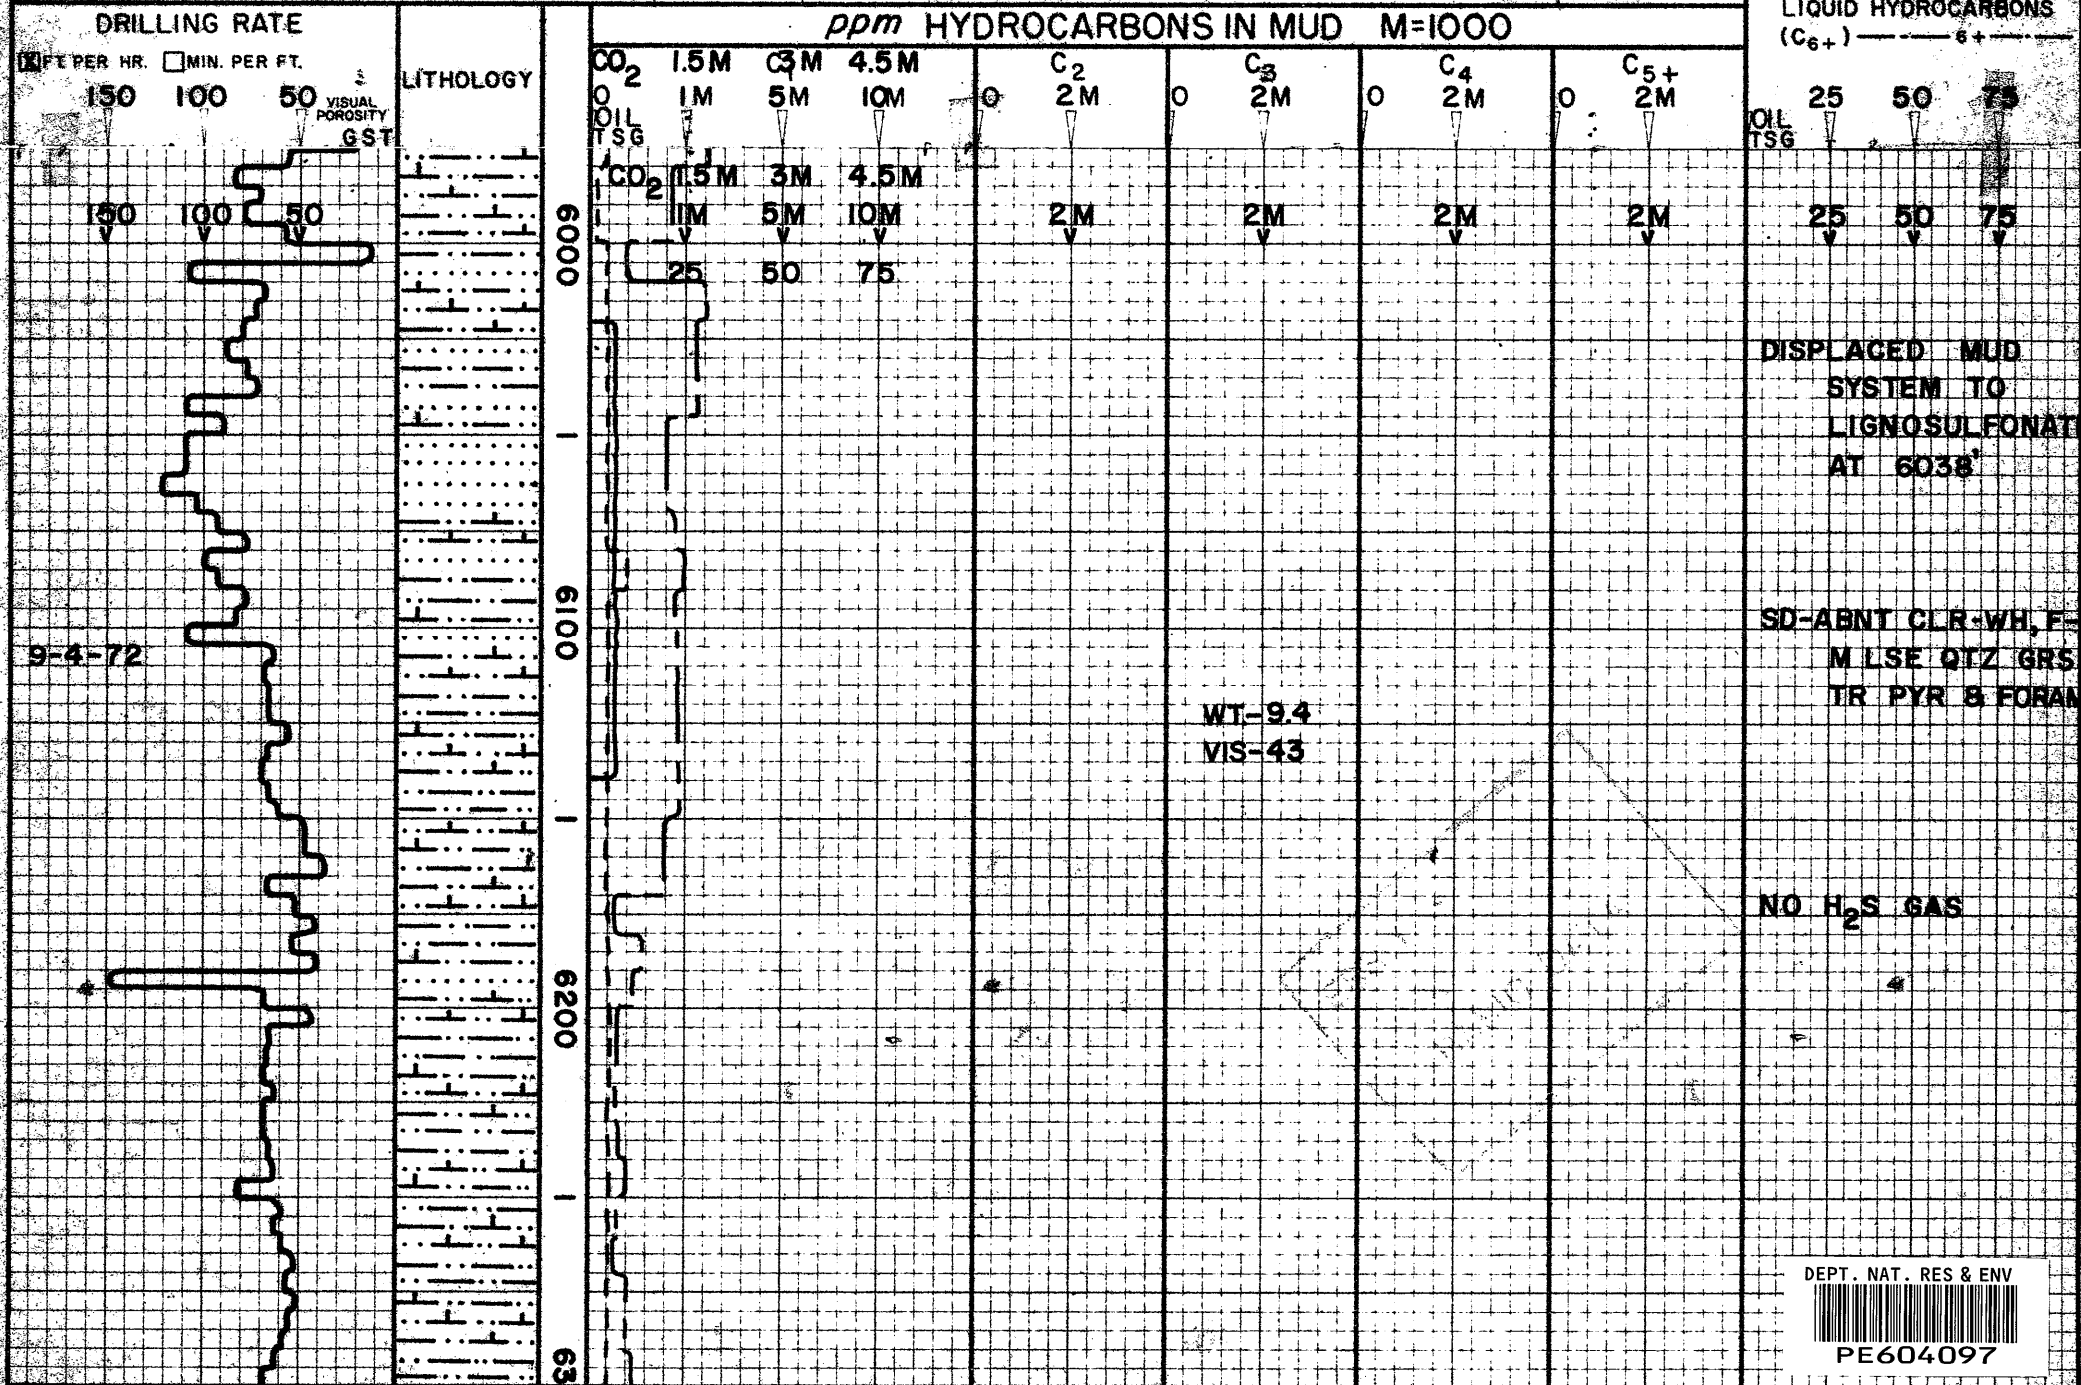 DRILLING RATE
☒ FT PER HR. ☐ MIN. PER FT.
150 100 50 VISUAL POROSITY
G S T
LITHOLOGY
ppm HYDROCARBONS IN MUD M=1000
CO2 1.5M 3M 4.5M
C2 C3 C4 C5+
0 1M 5M 10M 0 2M 0 2M 0 2M 0 2M
OIL
TSG
LIQUID HYDROCARBONS
(C6+) 6+
25 50 75
OIL
TSG
CO2 1.5M 3M 4.5M
150 100 50
1M 5M 10M 2M 2M 2M 2M
25 50 75
6000
25 50 75
DISPLACED MUD
SYSTEM TO
AT 6038'
6100
SD-ABNT CLR-WH, F-
9-4-72
M LSE QTZ GRS
TR PYR &
WT-9.4
VIS-43
NO H2S GAS
6200
DEPT. NAT. RES & ENV
PE604097
63